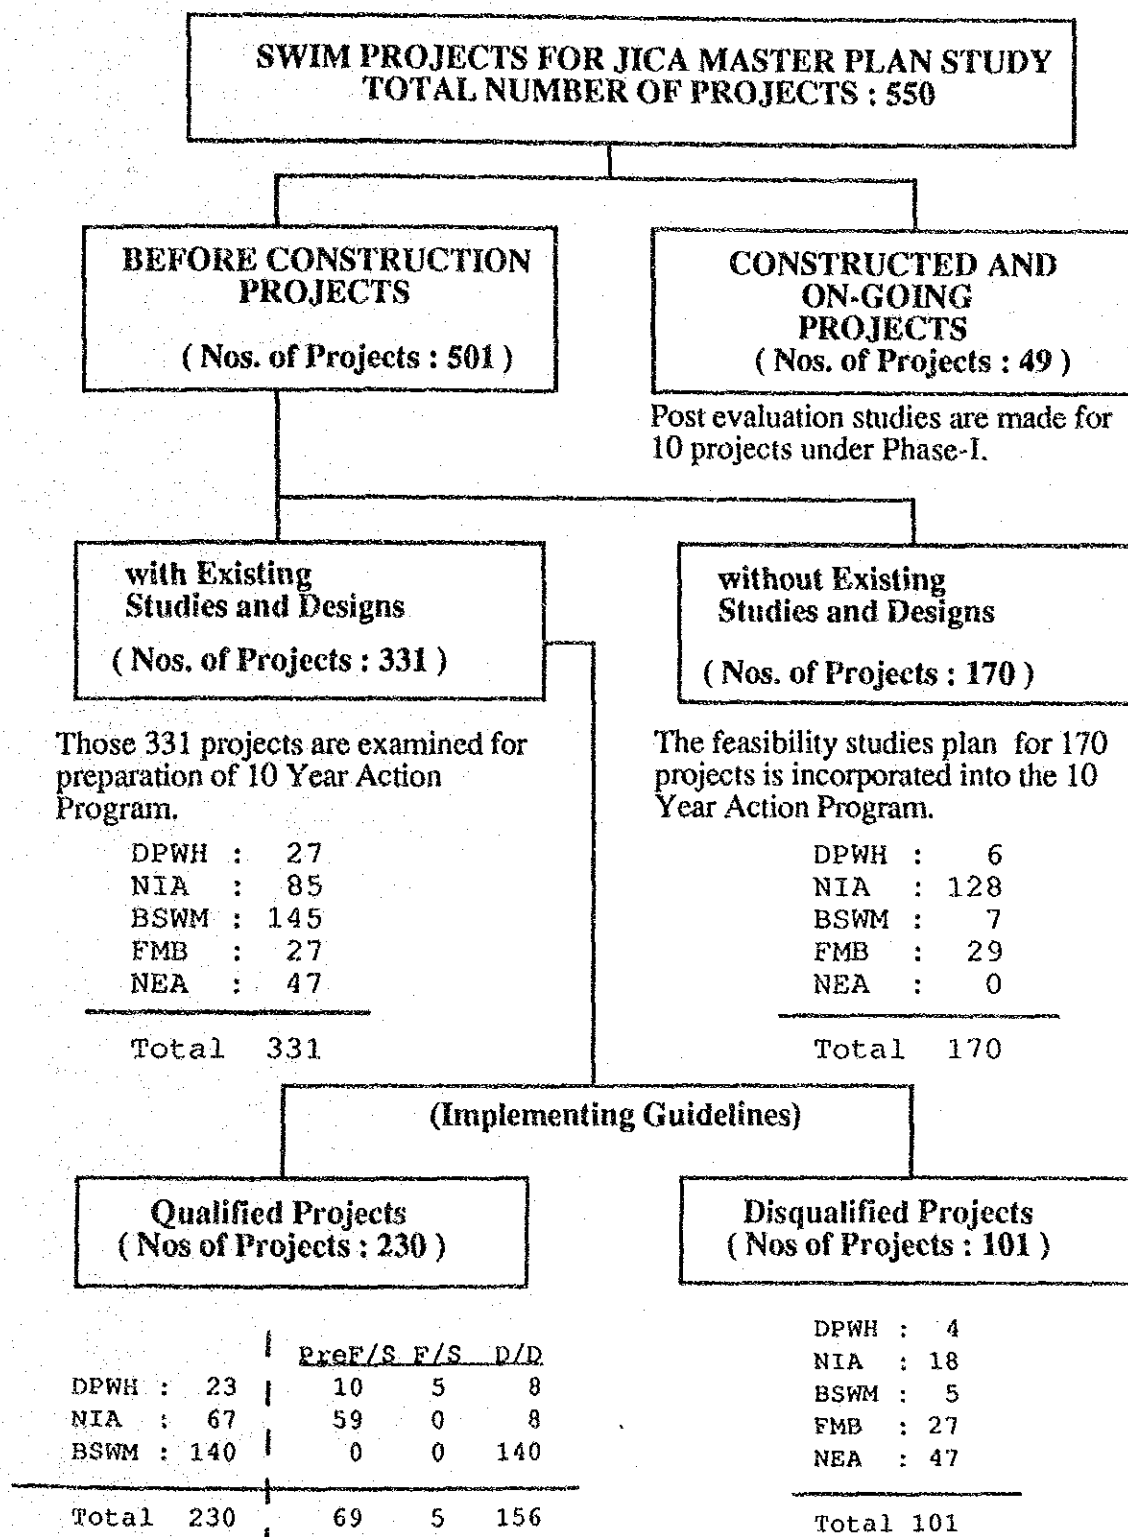 SWIM PROJECTS FOR JICA MASTER PLAN STUDY
TOTAL NUMBER OF PROJECTS : 550
BEFORE CONSTRUCTION
PROJECTS
( Nos. of Projects : 501 )
CONSTRUCTED AND
ON-GOING
PROJECTS
( Nos. of Projects : 49 )
Post evaluation studies are made for
10 projects under Phase-I.
with Existing
Studies and Designs
( Nos. of Projects : 331 )
without Existing
Studies and Designs
( Nos. of Projects : 170 )
Those 331 projects are examined for
preparation of 10 Year Action
Program.
DPWH : 27
NIA : 85
BSWM : 145
FMB : 27
NEA : 47
Total 331
The feasibility studies plan for 170
projects is incorporated into the 10
Year Action Program.
DPWH : 6
NIA : 128
BSWM : 7
FMB : 29
NEA : 0
Total 170
(Implementing Guidelines)
Qualified Projects
( Nos of Projects : 230 )
PreF/S F/S D/D
DPWH : 23 10 5 8
NIA : 67 59 0 8
BSWM : 140 0 0 140
Total 230 69 5 156
Disqualified Projects
( Nos of Projects : 101 )
DPWH : 4
NIA : 18
BSWM : 5
FMB : 27
NEA : 47
Total 101